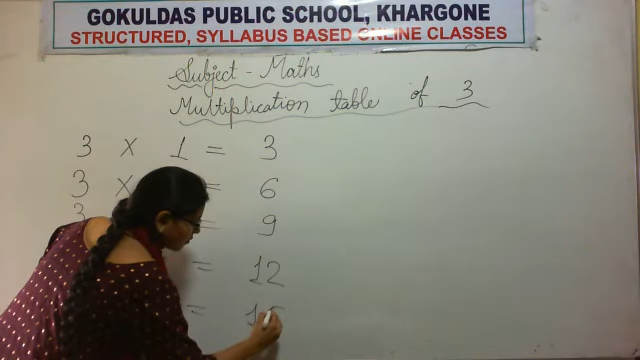 GOKULDAS PUBLIC SCHOOL, KHARGONE
STRUCTURED, SYLLABUS BASED ONLINE CLASSES
Subject - Maths
Multiplication table of 3
3 X 1 = 3
3 X = 6
3 = 9
= 12
= 15